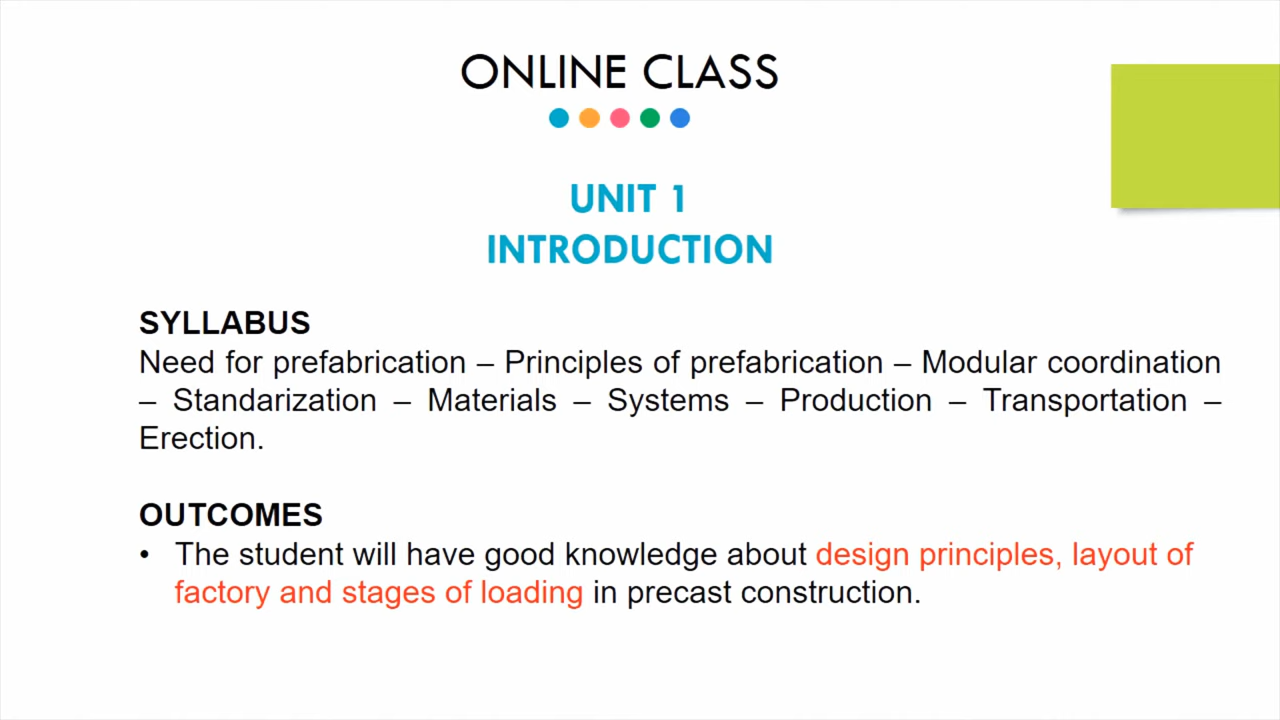 ONLINE CLASS
UNIT 1
INTRODUCTION
SYLLABUS
Need for prefabrication – Principles of prefabrication – Modular coordination
– Standarization – Materials – Systems – Production – Transportation –
Erection.
OUTCOMES
• The student will have good knowledge about design principles, layout of
factory and stages of loading in precast construction.